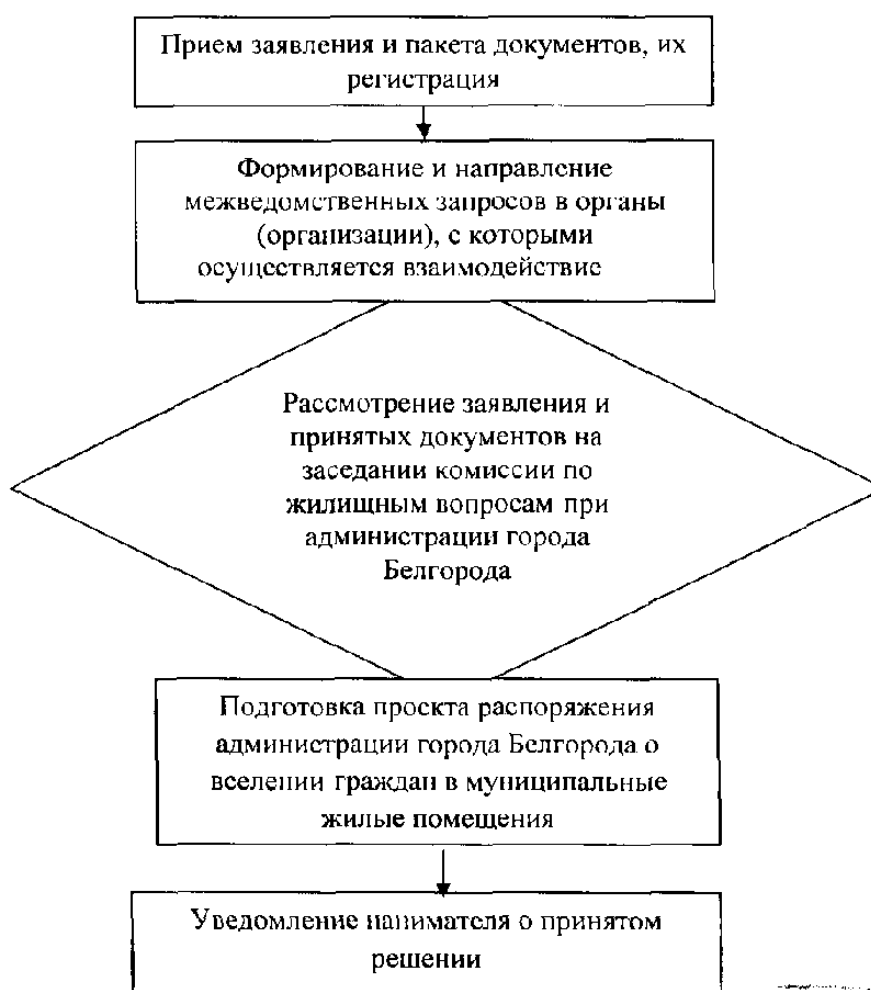 Прием заявления и пакета документов, их
регистрация
Формирование и направление
межведомственных запросов в органы
(организации), с которыми
осуществляется взаимодействие
Рассмотрение заявления и
принятых документов на
заседании комиссии по
жилищным вопросам при
администрации города
Белгорода
Подготовка проекта распоряжения
администрации города Белгорода о
вселении граждан в муниципальные
жилые помещения
Уведомление нанимателя о принятом
решении